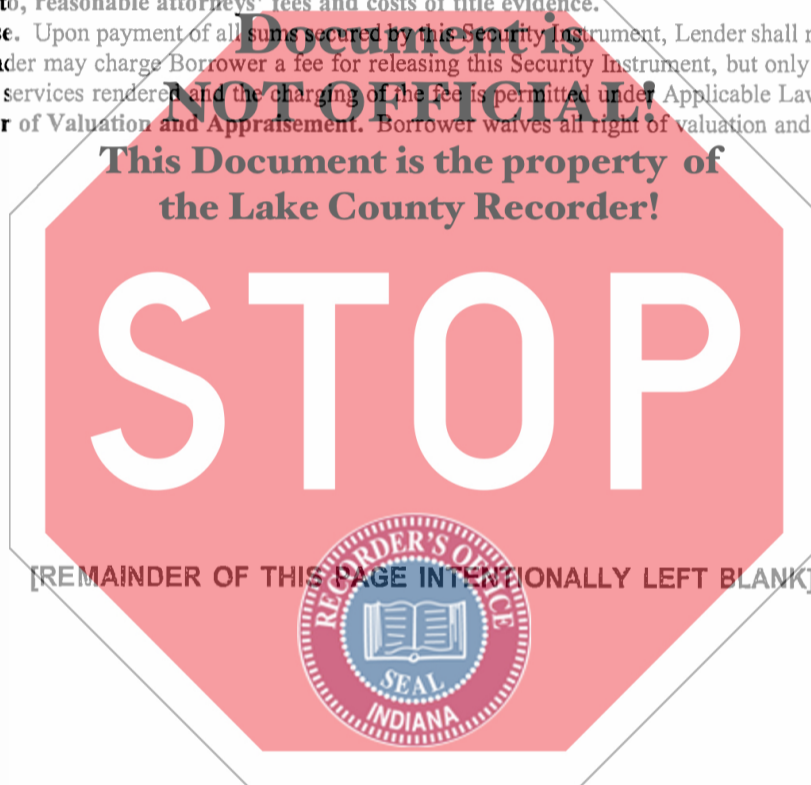 to, reasonable attorneys' fees and costs of title evidence.
Document is
e. Upon payment of all sums secured by this Security Instrument, Lender shall
der may charge Borrower a fee for releasing this Security Instrument, but only
NOT OFFICIAL!
services rendered and the charging of the fee is permitted under Applicable Law
r of Valuation and Appraisement. Borrower waives all right of valuation and
This Document is the property of
the Lake County Recorder!
STOP
[REMAINDER OF THIS PAGE INTENTIONALLY LEFT BLANK]
RECORDER'S OFFICE
SEAL
INDIANA